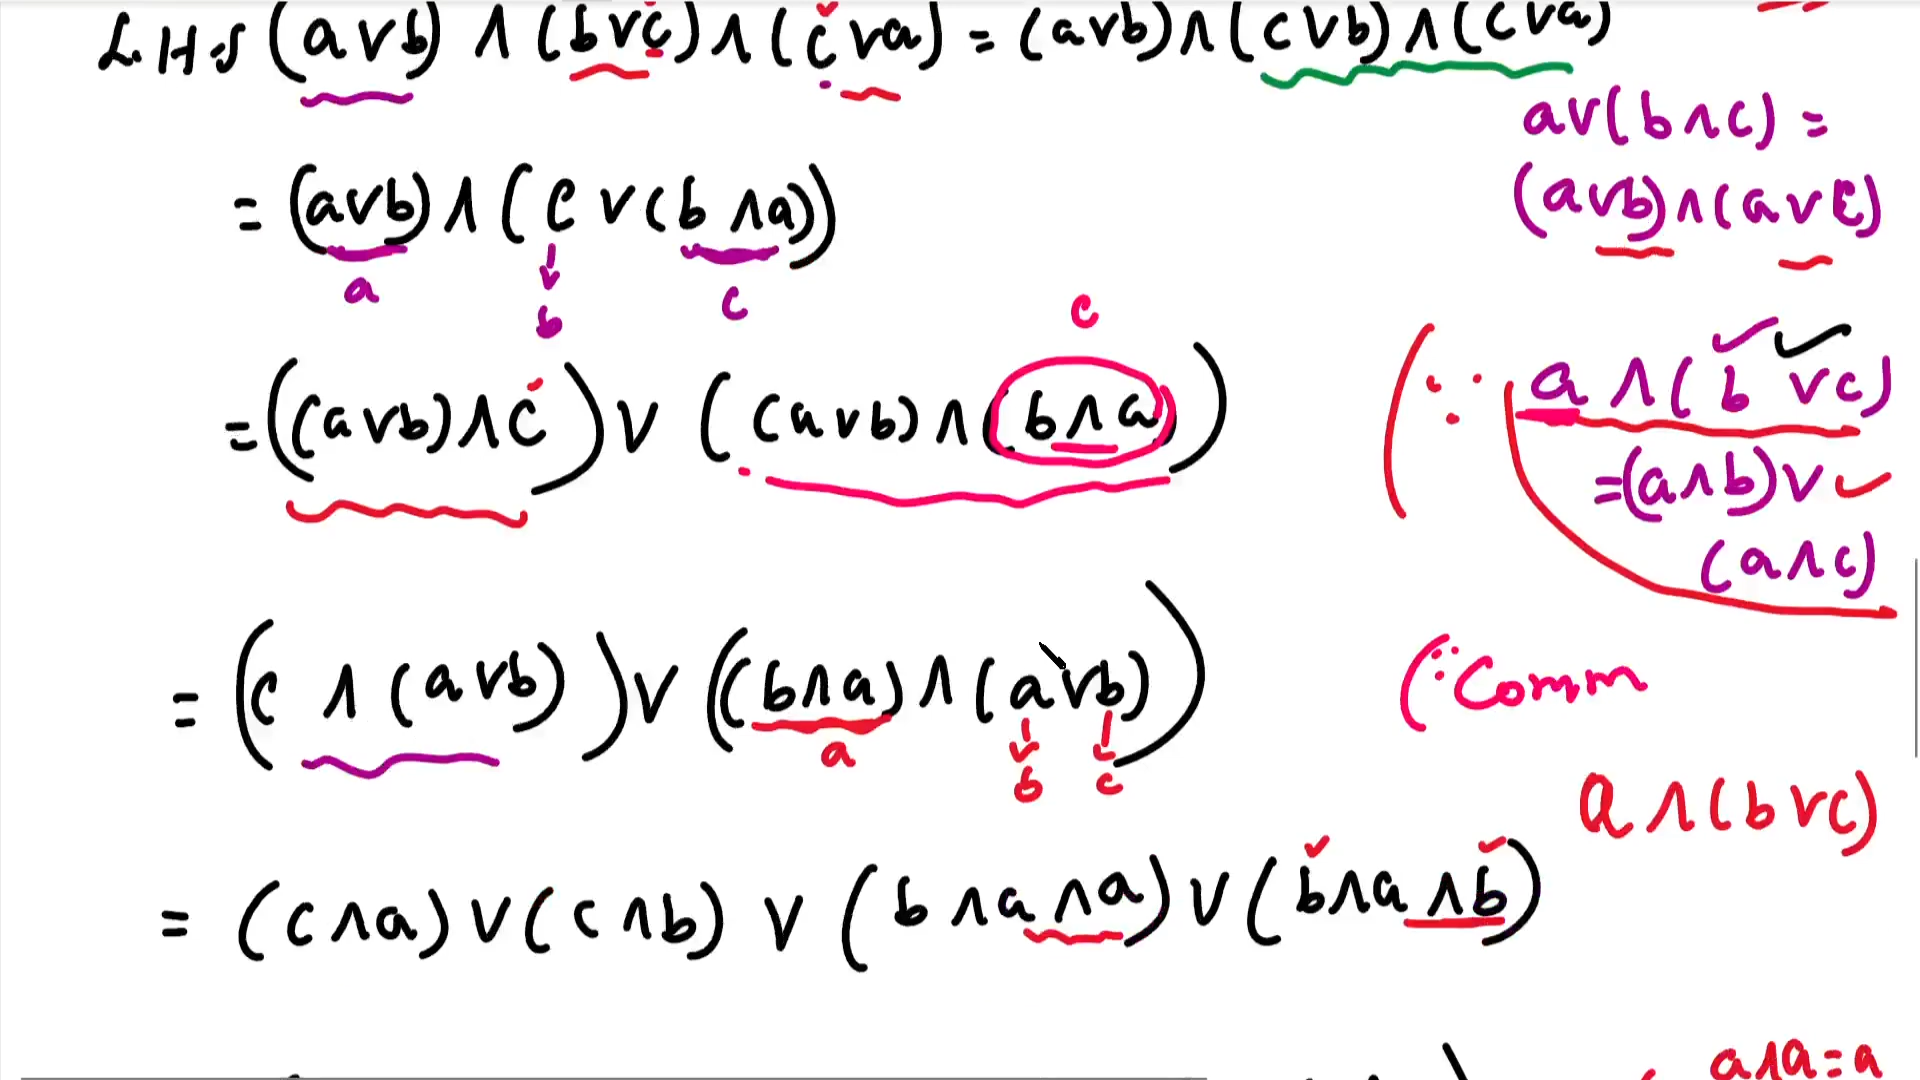 L.H.S (a∨b) ∧ (b∨c) ∧ (c∨a) = (a∨b)∧(c∨b)∧(c∨a)
a∨(b∧c) =
(a∨b)∧(a∨c)
= (a∨b)∧(c∨(b∧a))
a
b
c
= ((a∨b)∧c) ∨ ((a∨b)∧(b∧a))
c
(∵ a∧(b∨c)
=(a∧b)∨
(a∧c)
= (c∧(a∨b))∨((b∧a)∧(a∨b))
a
b
c
(∵Comm
a∧(b∨c)
= (c∧a)∨(c∧b)∨(b∧a∧a)∨(b∧a∧b)
a∧a=a